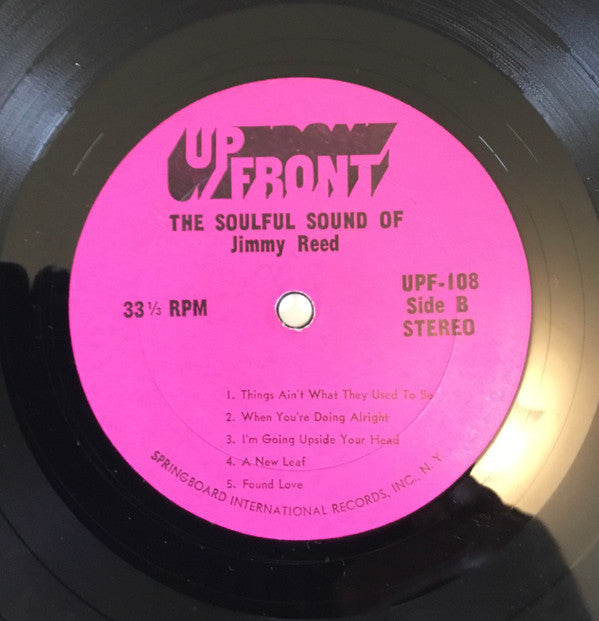 UP
FRONT
THE SOULFUL SOUND OF
Jimmy Reed
33 ⅓ RPM
UPF-108
Side B
STEREO
1. Things Ain't What They Used To Be
2. When You're Doing Alright
3. I'm Going Upside Your Head
4. A New Leaf
5. Found Love
SPRINGBOARD INTERNATIONAL RECORDS, INC., N. Y.